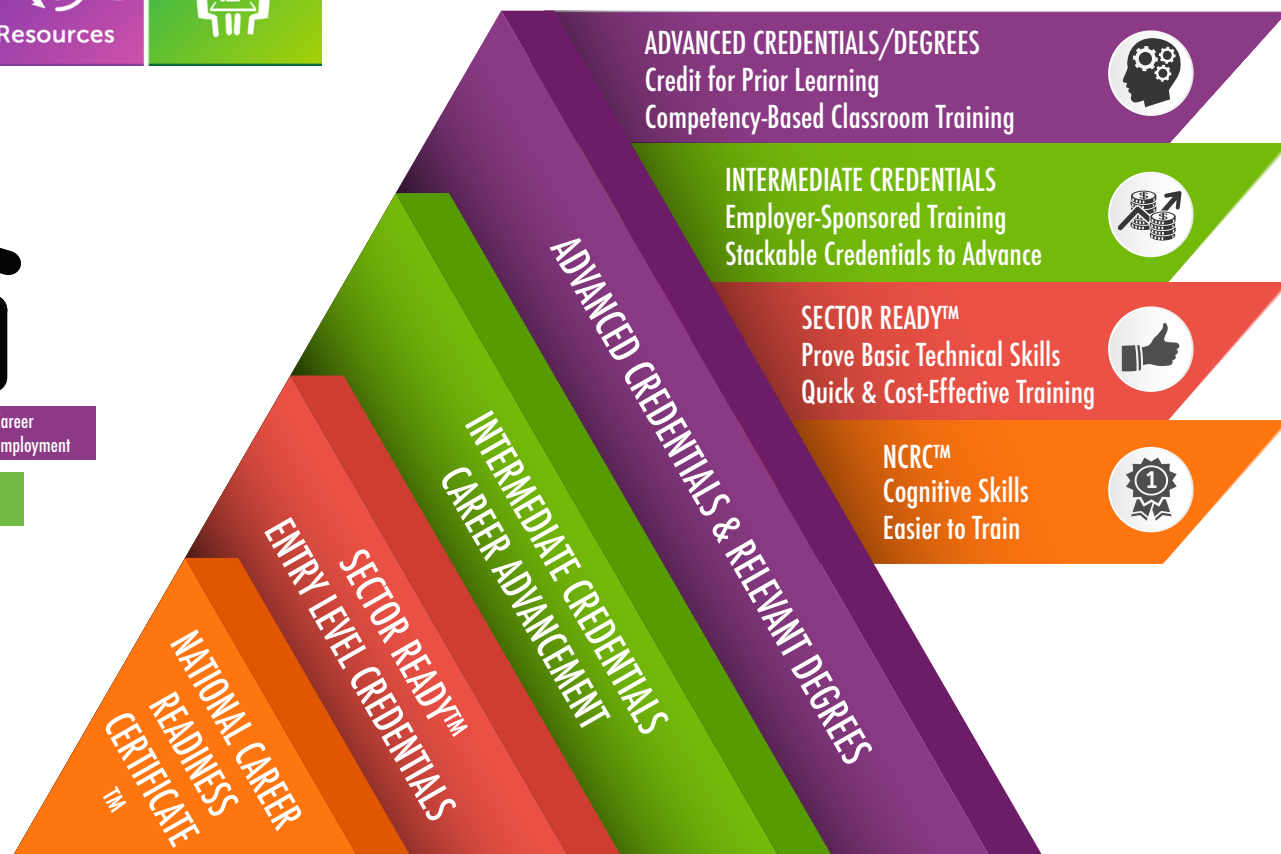 Resources
ADVANCED CREDENTIALS/DEGREES
Credit for Prior Learning
Competency-Based Classroom Training
INTERMEDIATE CREDENTIALS
Employer-Sponsored Training
Stackable Credentials to Advance
SECTOR READY™
Prove Basic Technical Skills
Quick & Cost-Effective Training
NCRC™
Cognitive Skills
Easier to Train
1
ADVANCED CREDENTIALS & RELEVANT DEGREES
INTERMEDIATE CREDENTIALS
CAREER ADVANCEMENT
SECTOR READY™
ENTRY LEVEL CREDENTIALS
NATIONAL CAREER
READINESS
CERTIFICATE
™